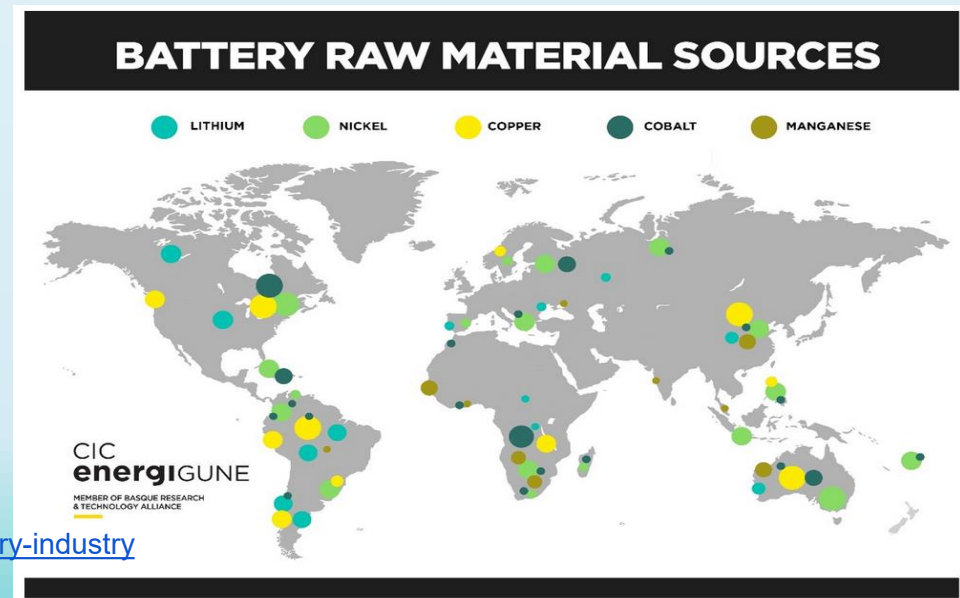 BATTERY RAW MATERIAL SOURCES
LITHIUM NICKEL COPPER COBALT MANGANESE
CIC
energiGUNE
MEMBER OF BASQUE RESEARCH
& TECHNOLOGY ALLIANCE
ry-industry